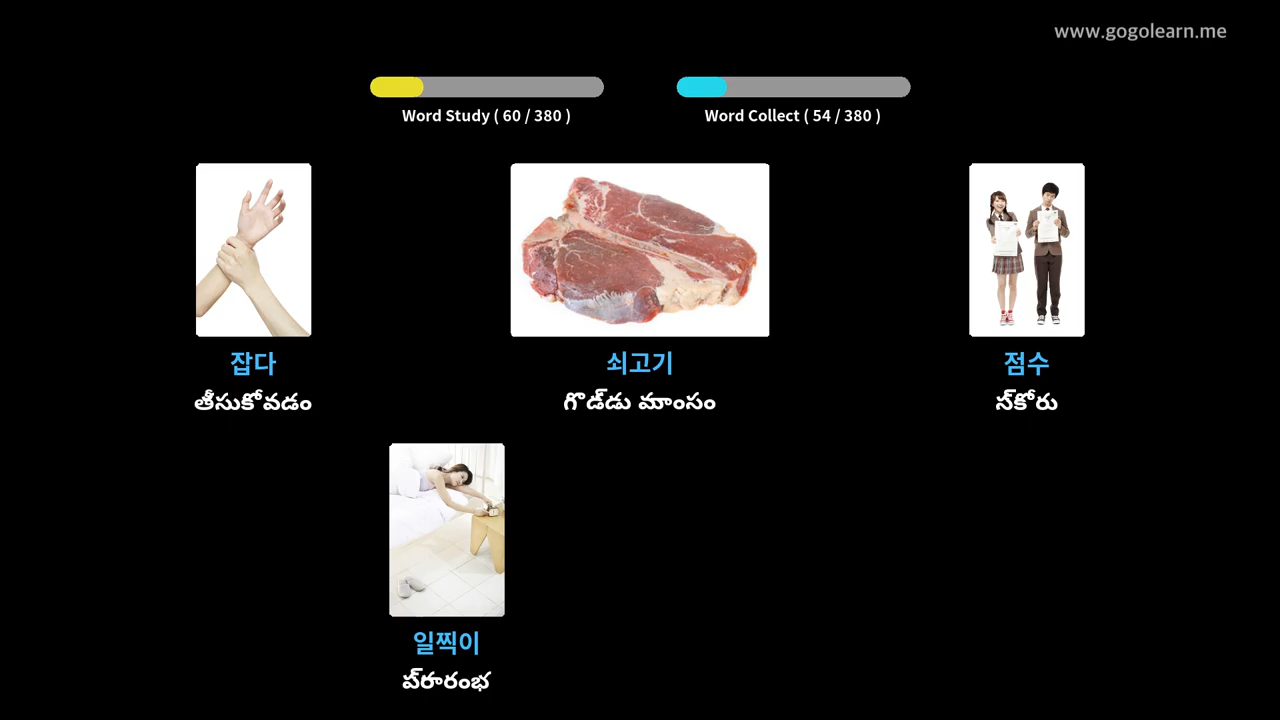 www.gogolearn.me
Word Study ( 60 / 380 )
Word Collect ( 54 / 380 )
잡다
తీసుకోవడం
쇠고기
గొడ్‌డు మాంసం
점수
స్‌కోరు
일찍이
ప్‌రారంభ